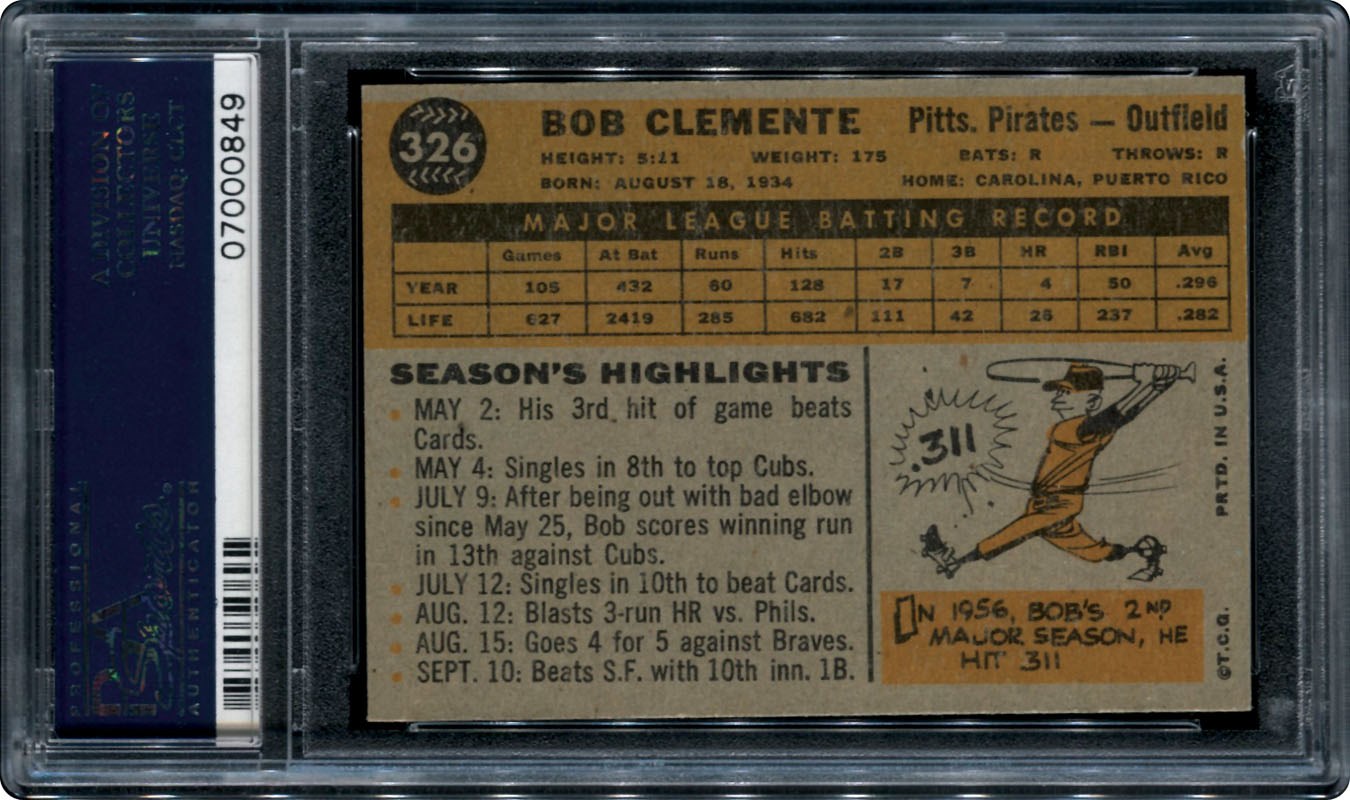 A DIVISION OF
COLLECTORS
UNIVERSE
NASDAQ: CLCT
07000849
PROFESSIONAL
PSA
AUTHENTICATOR
326
BOB CLEMENTE Pitts. Pirates — Outfield
HEIGHT: 5:11 WEIGHT: 175 BATS: R THROWS: R
BORN: AUGUST 18, 1934 HOME: CAROLINA, PUERTO RICO
MAJOR LEAGUE BATTING RECORD
Games At Bat Runs Hits 2B 3B HR RBI Avg
YEAR 105 432 60 128 17 7 4 50 .296
LIFE 627 2419 285 682 111 42 26 237 .282
SEASON'S HIGHLIGHTS
MAY 2: His 3rd hit of game beats
Cards.
MAY 4: Singles in 8th to top Cubs.
JULY 9: After being out with bad elbow
since May 25, Bob scores winning run
in 13th against Cubs.
JULY 12: Singles in 10th to beat Cards.
AUG. 12: Blasts 3-run HR vs. Phils.
AUG. 15: Goes 4 for 5 against Braves.
SEPT. 10: Beats S.F. with 10th inn. 1B.
.311
IN 1956, BOB'S 2ND
MAJOR SEASON, HE
HIT .311
PRTD. IN U.S.A.
©T.C.G.